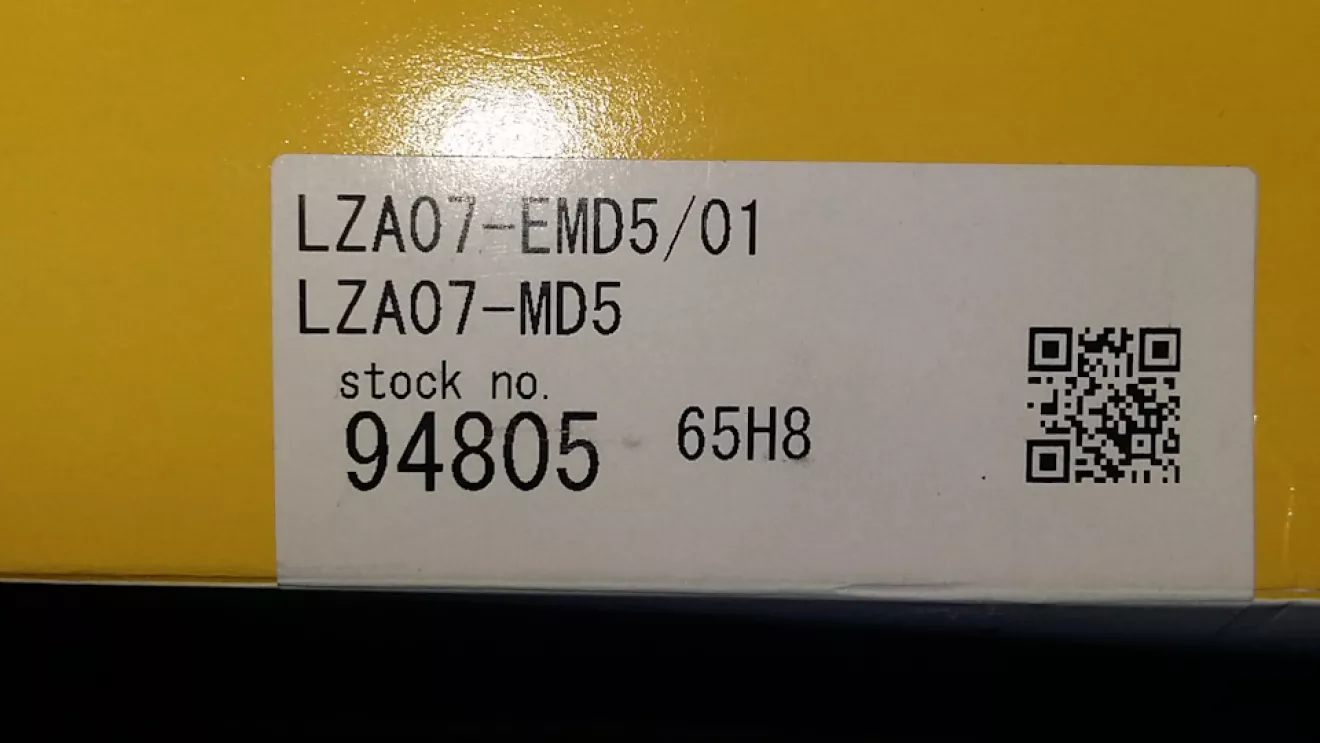 LZA07-EMD5/01
LZA07-MD5
stock no.
94805 65H8